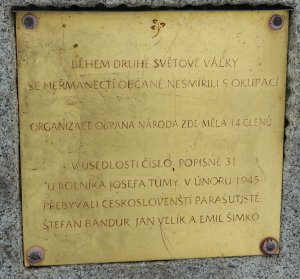 BĚHEM DRUHÉ SVĚTOVÉ VÁLKY
SE HEŘMANEČTÍ OBČANÉ NESMÍŘILI S OKUPACÍ
ORGANIZACE OBRANA NÁRODA ZDE MĚLA 14 ČLENŮ
V USEDLOSTI ČÍSLO POPISNÉ 31
U ROLNÍKA JOSEFA TŮMY, V ÚNORU 1945
PŘEBÝVALI ČESKOSLOVENŠTÍ PARAŠUTISTÉ:
ŠTEFAN BANDUR, JAN VELÍK A EMIL ŠIMKO